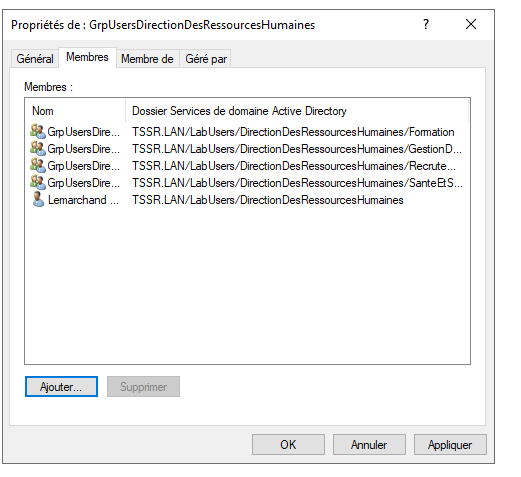 Propriétés de : GrpUsersDirectionDesRessourcesHumaines ? X
Général Membres Membre de Géré par
Membres :
Nom Dossier Services de domaine Active Directory
GrpUsersDire... TSSR.LAN/LabUsers/DirectionDesRessourcesHumaines/Formation
GrpUsersDire... TSSR.LAN/LabUsers/DirectionDesRessourcesHumaines/GestionD...
GrpUsersDire... TSSR.LAN/LabUsers/DirectionDesRessourcesHumaines/Recrute...
GrpUsersDire... TSSR.LAN/LabUsers/DirectionDesRessourcesHumaines/SanteEtS...
Lemarchand ... TSSR.LAN/LabUsers/DirectionDesRessourcesHumaines
Ajouter... Supprimer
OK Annuler Appliquer